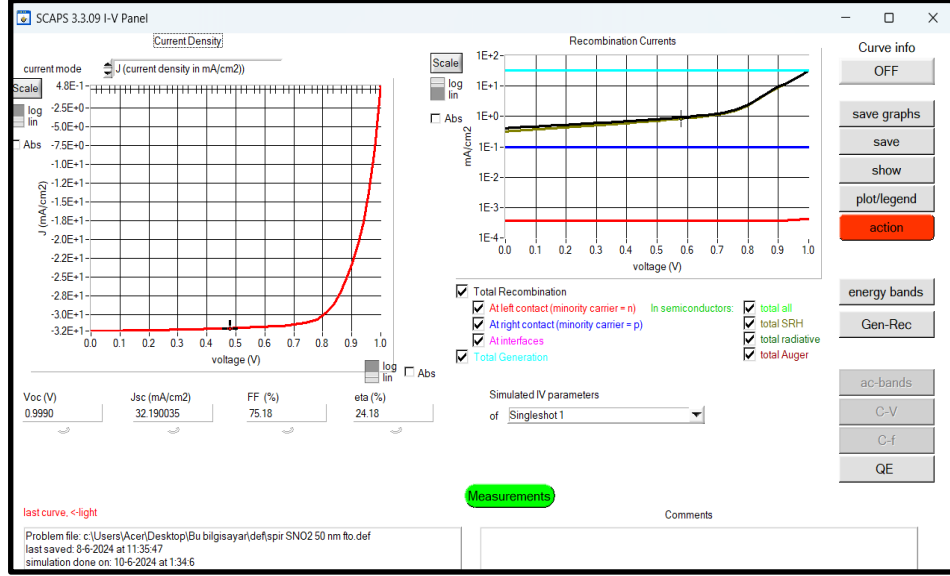 SCAPS 3.3.09 I-V Panel
Current Density
current mode
J (current density in mA/cm2))
Scale
log
lin
Abs
4.8E-1
-2.5E+0
-5.0E+0
-7.5E+0
-1.0E+1
-1.2E+1
-1.5E+1
-1.8E+1
-2.0E+1
-2.2E+1
-2.5E+1
-2.8E+1
-3.0E+1
-3.2E+1
J (mA/cm2)
0.0 0.1 0.2 0.3 0.4 0.5 0.6 0.7 0.8 0.9 1.0
voltage (V)
log
lin
Abs
Voc (V) Jsc (mA/cm2) FF (%) eta (%)
0.9990 32.190035 75.18 24.18
last curve, <-light
Problem file: c:\Users\Acer\Desktop\Bu bilgisayar\def\spir SNO2 50 nm fto.def
last saved: 8-6-2024 at 11:35:47
simulation done on: 10-6-2024 at 1:34:6
Recombination Currents
Scale
log
lin
Abs
1E+2
1E+1
1E+0
1E-1
1E-2
1E-3
1E-4
mA/cm2
0.0 0.1 0.2 0.3 0.4 0.5 0.6 0.7 0.8 0.9 1.0
voltage (V)
Total Recombination
At left contact (minority carrier = n)
At right contact (minority carrier = p)
At interfaces
Total Generation
In semiconductors:
total all
total SRH
total radiative
total Auger
Simulated IV parameters
of Singleshot 1
Measurements
Comments
Curve info
OFF
save graphs
save
show
plot/legend
action
energy bands
Gen-Rec
ac-bands
C-V
C-f
QE